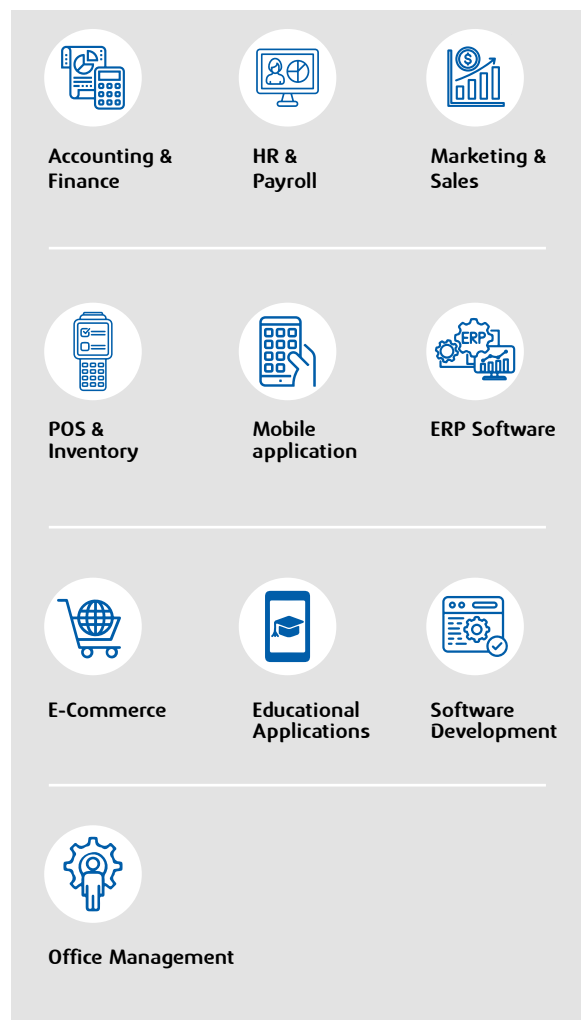 Accounting &
Finance
HR &
Payroll
Marketing &
Sales
POS &
Inventory
Mobile
application
ERP
ERP Software
E-Commerce
Educational
Applications
Software
Development
Office Management